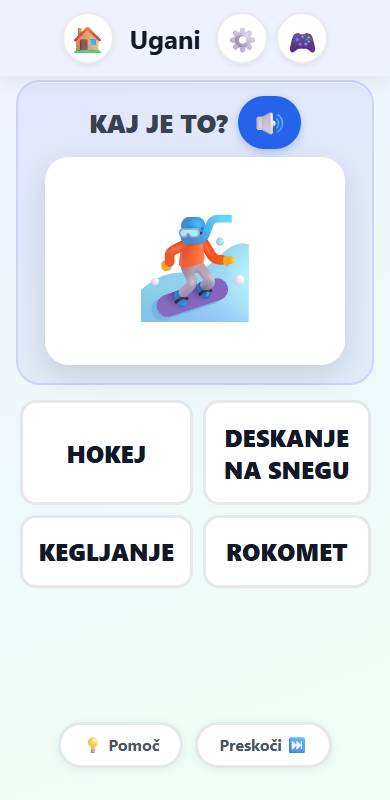 Ugani
KAJ JE TO?
HOKEJ
DESKANJE
NA SNEGU
KEGLJANJE
ROKOMET
Pomoč
Preskoči